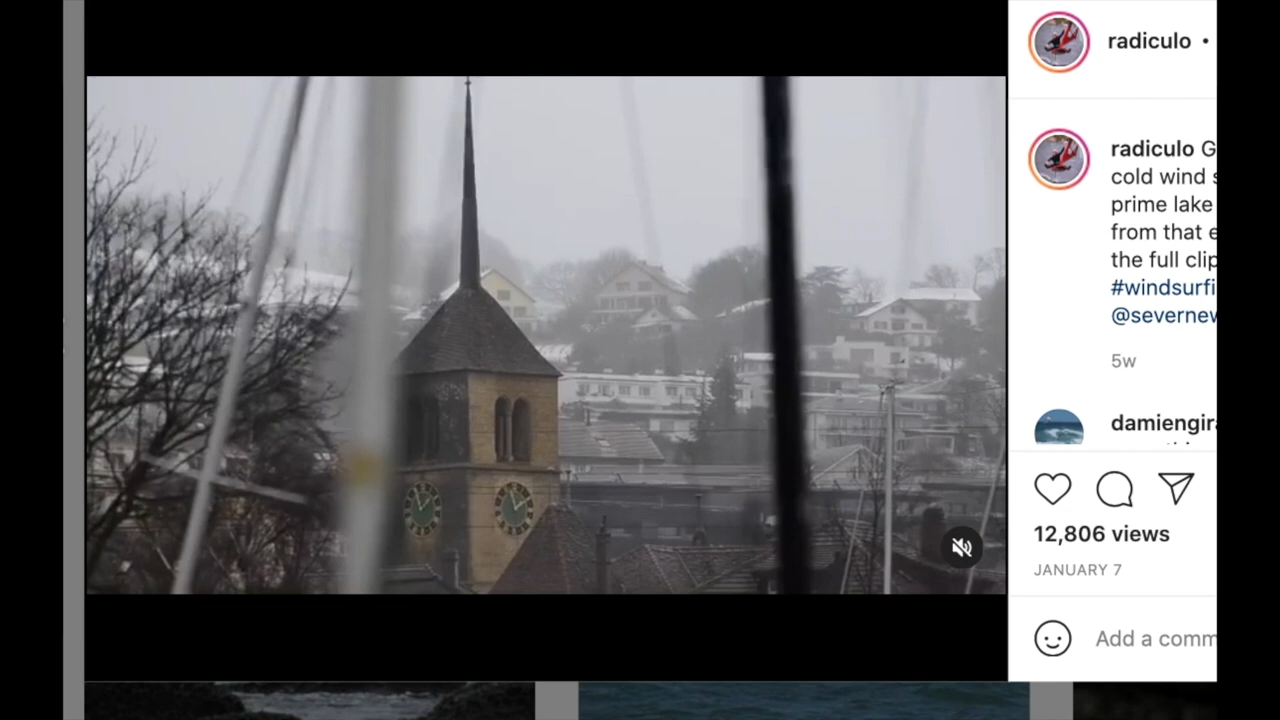 radiculo •
radiculo G
cold wind s
prime lake
from that e
the full clip
#windsurfi
@severnew
5w
damiengira
12,806 views
JANUARY 7
Add a comm